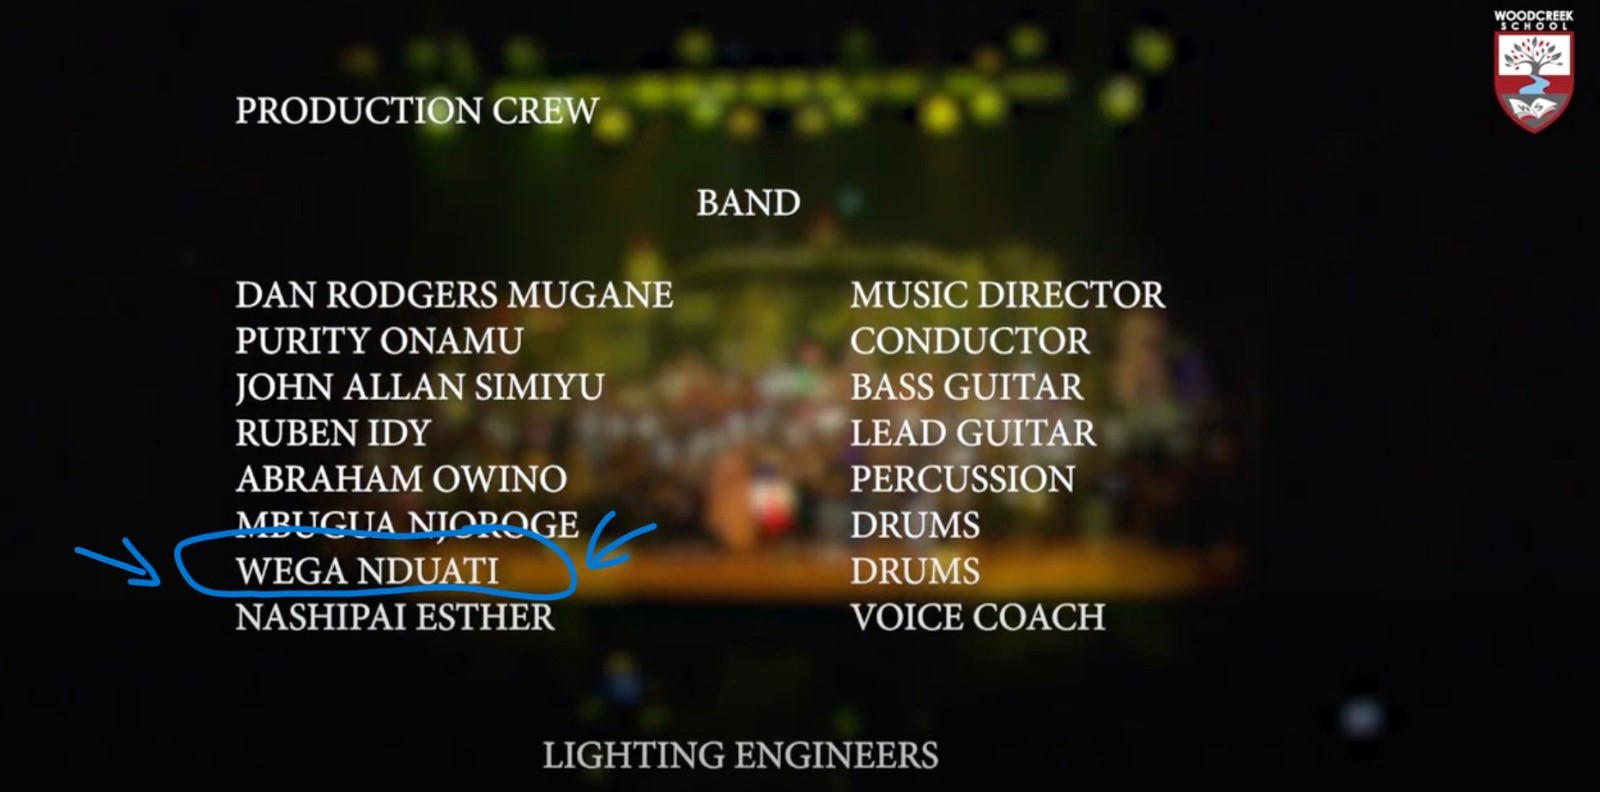 WOODCREEK
SCHOOL
PRODUCTION CREW
BAND
DAN RODGERS MUGANE MUSIC DIRECTOR
PURITY ONAMU CONDUCTOR
JOHN ALLAN SIMIYU BASS GUITAR
RUBEN IDY LEAD GUITAR
ABRAHAM OWINO PERCUSSION
MBUGUA NJOROGE DRUMS
WEGA NDUATI DRUMS
NASHIPAI ESTHER VOICE COACH
LIGHTING ENGINEERS